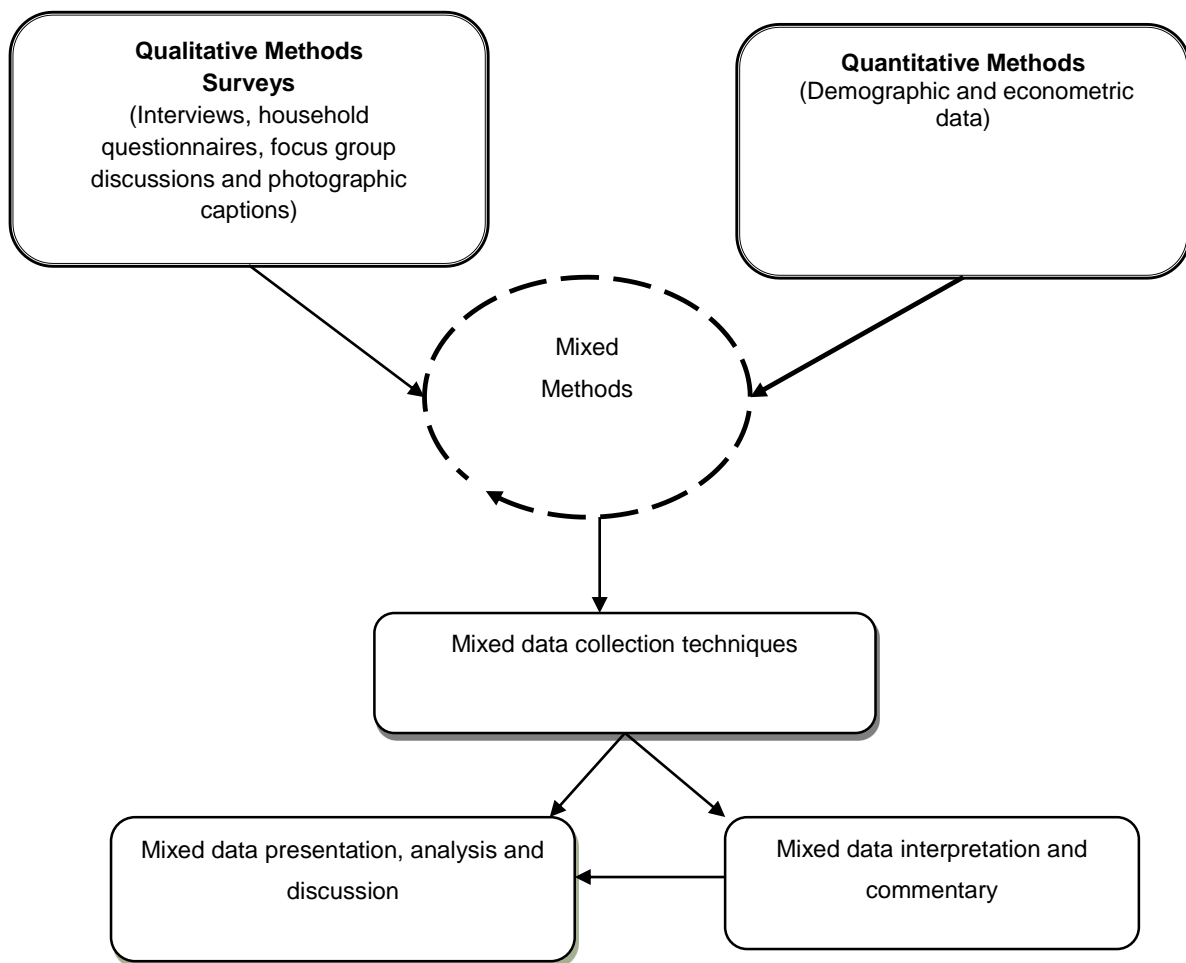 Qualitative Methods
Surveys
(Interviews, household
questionnaires, focus group
discussions and photographic
captions)
Quantitative Methods
(Demographic and econometric
data)
Mixed
Methods
Mixed data collection techniques
Mixed data presentation, analysis and
discussion
Mixed data interpretation and
commentary